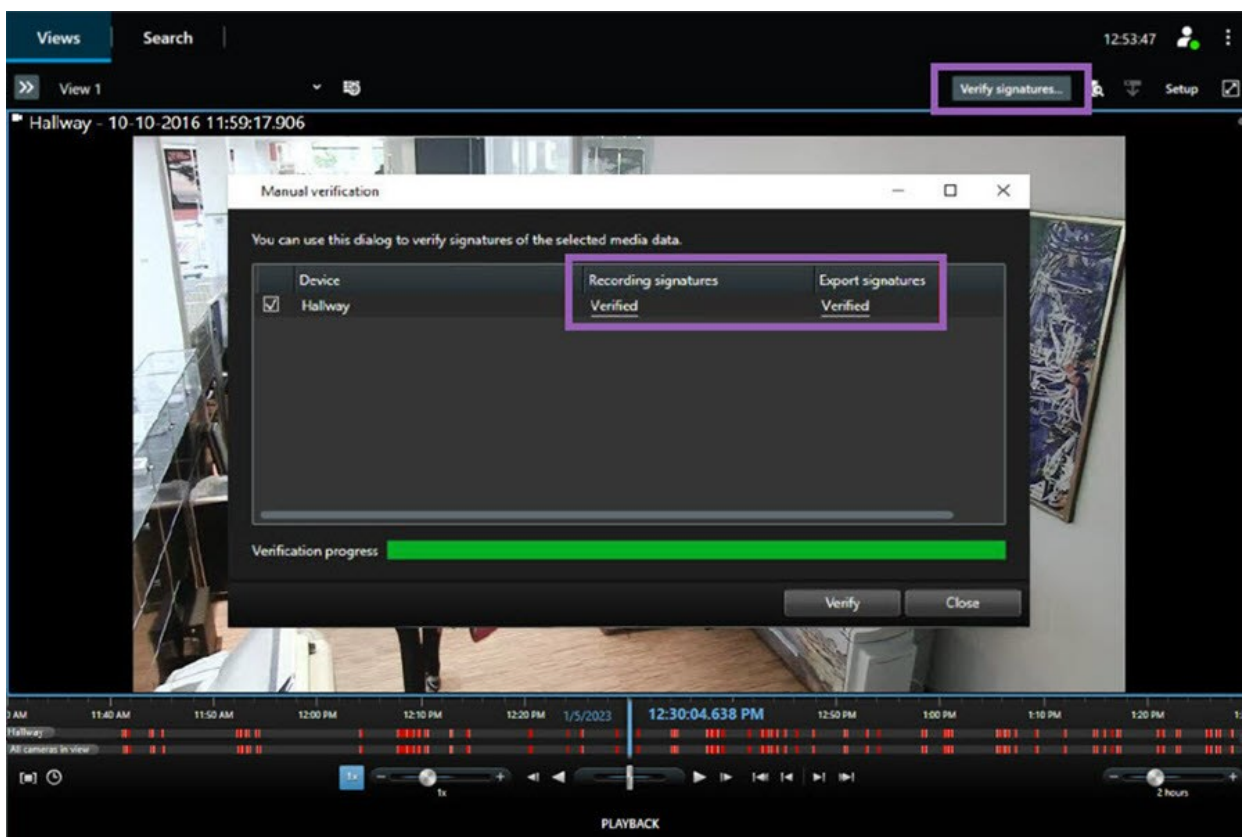 Views Search 12:53:47
View 1 Verify signatures... Setup
Hallway - 10-10-2016 11:59:17.906
Manual verification
You can use this dialog to verify signatures of the selected media data.
Device Recording signatures Export signatures
Hallway Verified Verified
Verification progress
Verify Close
AM 11:40 AM 11:50 AM 12:00 PM 12:10 PM 12:20 PM 1/5/2023 12:30:04.638 PM 12:50 PM 1:00 PM 1:10 PM 1:20 PM
Hallway
All cameras in view
1x
1x 2 hours
PLAYBACK